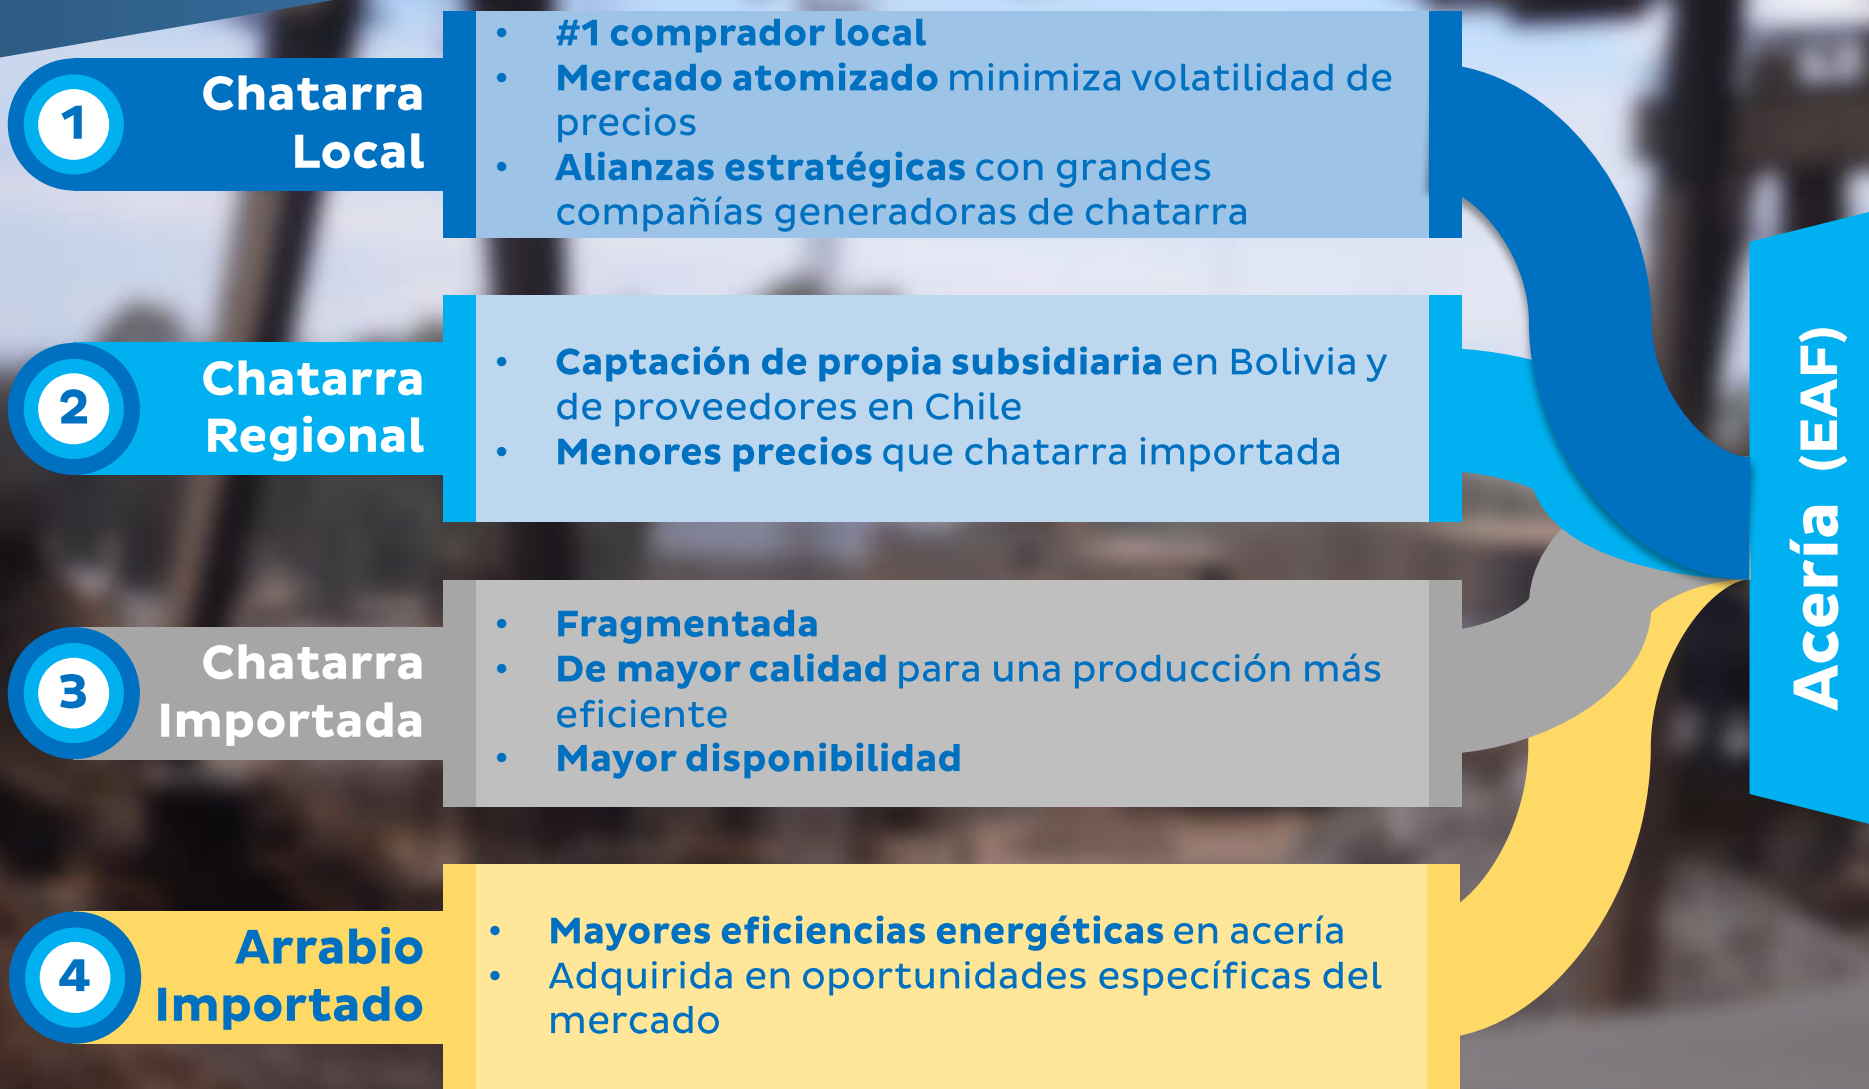 1
Chatarra
Local
• #1 comprador local
• Mercado atomizado minimiza volatilidad de
precios
• Alianzas estratégicas con grandes
compañías generadoras de chatarra
2
Chatarra
Regional
• Captación de propia subsidiaria en Bolivia y
de proveedores en Chile
• Menores precios que chatarra importada
3
Chatarra
Importada
• Fragmentada
• De mayor calidad para una producción más
eficiente
• Mayor disponibilidad
4
Arrabio
Importado
• Mayores eficiencias energéticas en acería
• Adquirida en oportunidades específicas del
mercado
Acería (EAF)